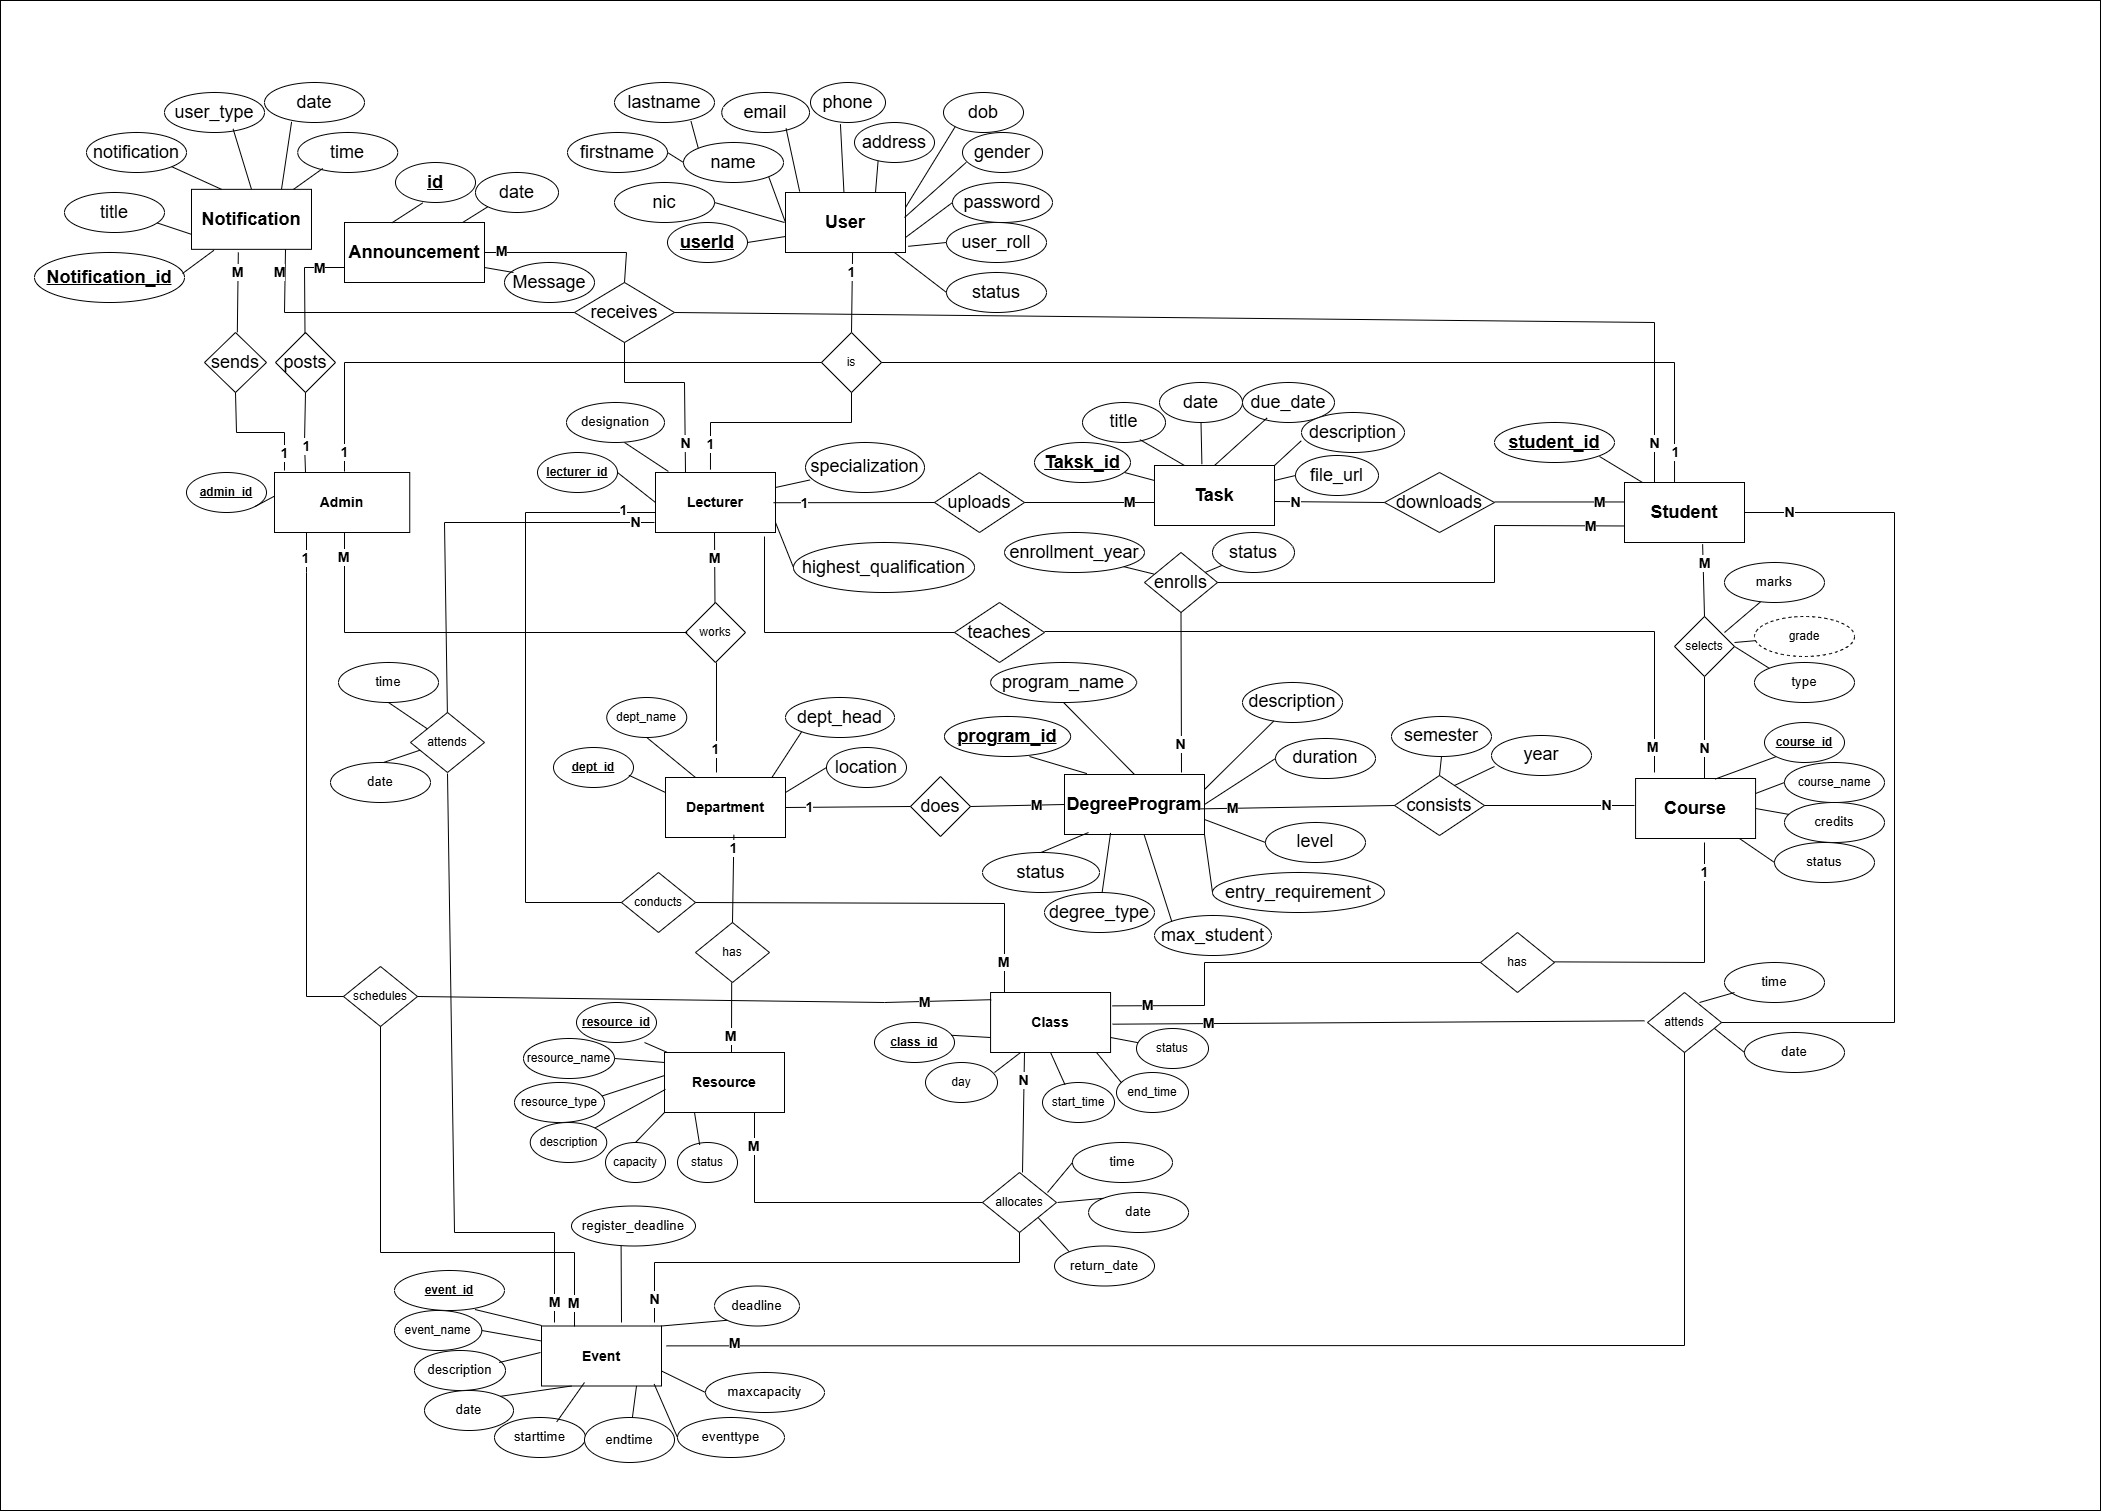 lastname
email
phone
dob
date
user_type
address
notification
time
firstname
name
gender
id
date
title
nic
password
Notification
User
userId
user_roll
Announcement
M
Notification_id
M
M
M
Message
1
status
receives
sends
posts
is
designation
title
date
due_date
description
1
1
1
N
1
student_id
N
1
lecturer_id
specialization
Taksk_id
file_url
admin_id
Admin
Lecturer
1
uploads
M
Task
N
downloads
M
Student
N
1
N
M
1
M
M
highest_qualification
enrollment_year
status
enrolls
M
marks
works
teaches
selects
grade
time
program_name
type
dept_name
dept_head
description
attends
program_id
semester
year
course_id
1
N
M
N
date
dept_id
location
duration
course_name
Department
1
does
M
DegreeProgram
M
consists
N
Course
credits
1
level
status
status
1
entry_requirement
conducts
degree_type
max_student
has
M
has
schedules
M
M
time
resource_id
Class
M
attends
M
class_id
status
date
resource_name
Resource
day
N
start_time
end_time
resource_type
description
M
capacity
status
time
allocates
date
register_deadline
return_date
event_id
M
M
N
deadline
event_name
M
Event
description
maxcapacity
date
starttime
endtime
eventtype